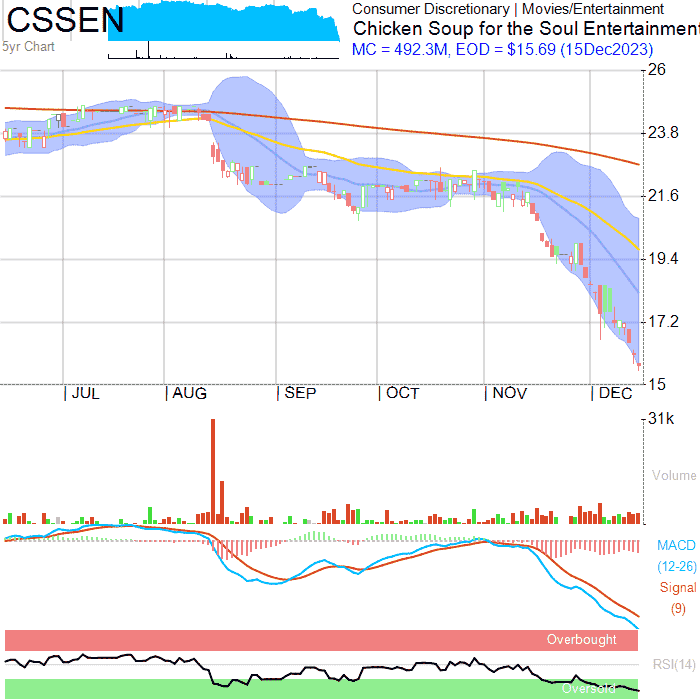 CSSEN
5yr Chart
Consumer Discretionary | Movies/Entertainment
Chicken Soup for the Soul Entertainment
MC = 492.3M, EOD = $15.69 (15Dec2023)
26
23.8
21.6
19.4
17.2
15
| JUL | AUG | SEP | OCT | NOV | DEC
31k
Volume
MACD
(12-26)
Signal
(9)
Overbought
RSI(14)
Oversold